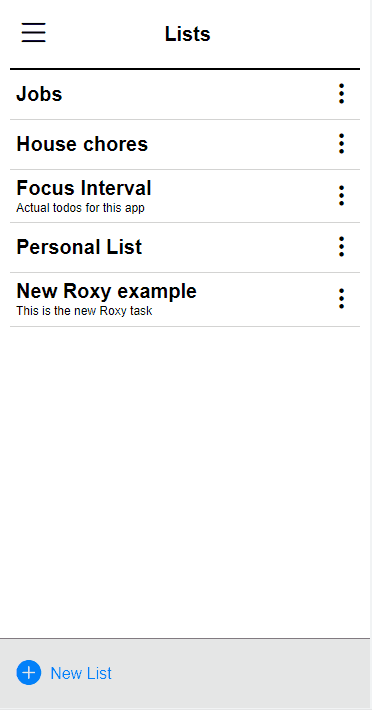 Lists
Jobs
House chores
Focus Interval
Actual todos for this app
Personal List
New Roxy example
This is the new Roxy task
New List